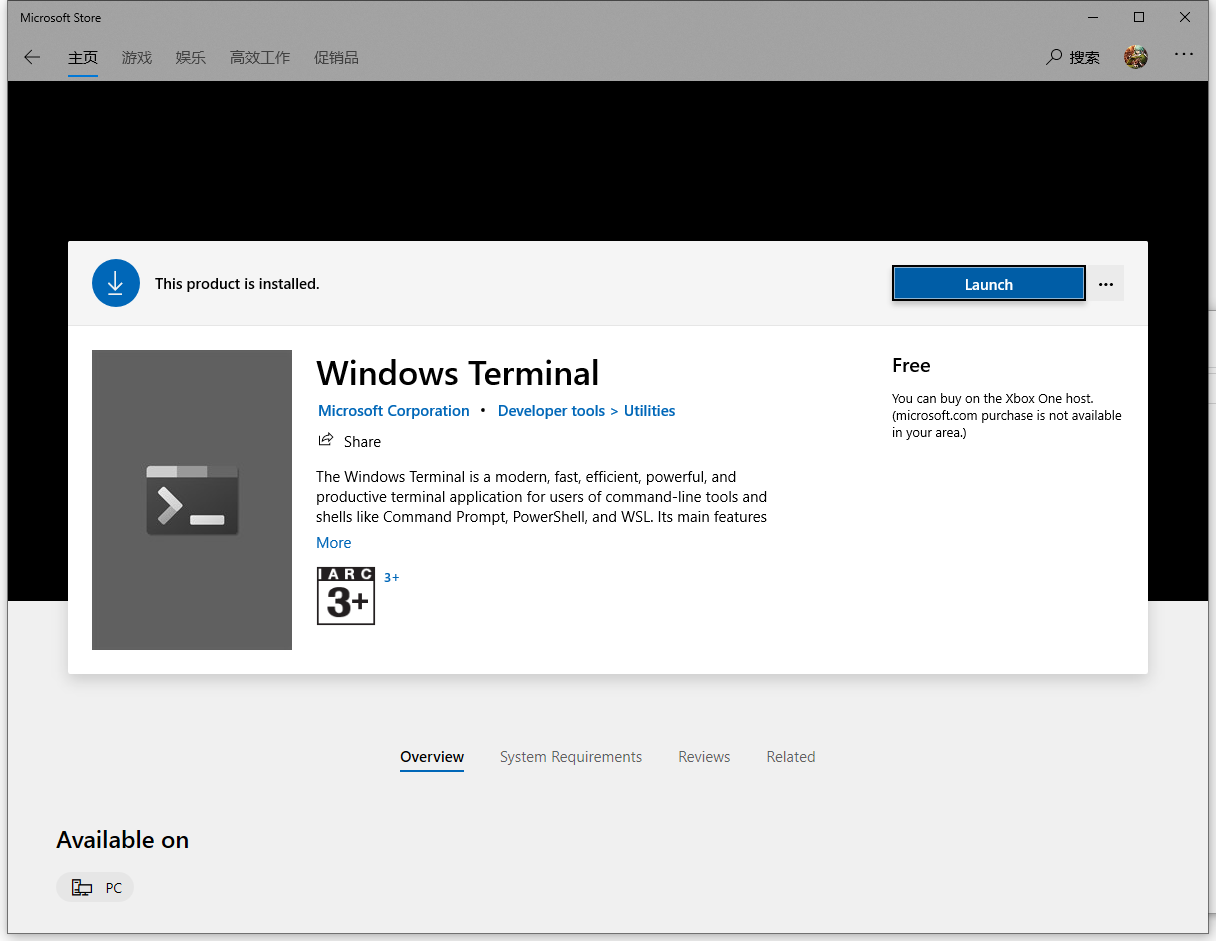 Microsoft Store
主页 游戏 娱乐 高效工作 促销品 搜索
This product is installed.
Launch
Windows Terminal
Microsoft Corporation • Developer tools > Utilities
Share
The Windows Terminal is a modern, fast, efficient, powerful, and
productive terminal application for users of command-line tools and
shells like Command Prompt, PowerShell, and WSL. Its main features
More
IARC
3+
3+
Free
You can buy on the Xbox One host.
(microsoft.com purchase is not available
in your area.)
Overview System Requirements Reviews Related
Available on
PC